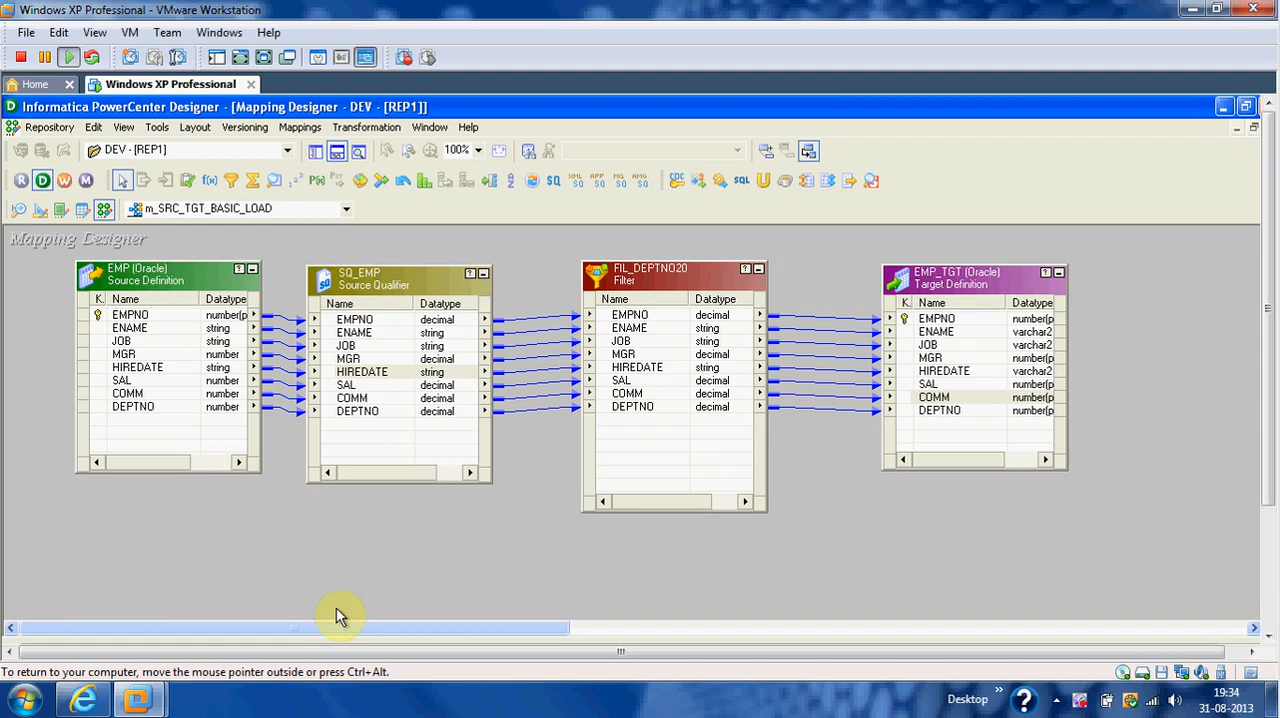 Windows XP Professional - VMware Workstation
File Edit View VM Team Windows Help
Home Windows XP Professional
Informatica PowerCenter Designer - [Mapping Designer - DEV - [REP1]]
Repository Edit View Tools Layout Versioning Mappings Transformation Window Help
DEV - [REP1] 100%
m_SRC_TGT_BASIC_LOAD
Mapping Designer
EMP (Oracle)
Source Definition
K. Name Datatype
EMPNO number(p
ENAME string
JOB string
MGR number
HIREDATE string
SAL number
COMM number
DEPTNO number
SQ_EMP
Source Qualifier
Name Datatype
EMPNO decimal
ENAME string
JOB string
MGR decimal
HIREDATE string
SAL decimal
COMM decimal
DEPTNO decimal
FIL_DEPTNO20
Filter
Name Datatype
EMPNO decimal
ENAME string
JOB string
MGR decimal
HIREDATE string
SAL decimal
COMM decimal
DEPTNO decimal
EMP_TGT (Oracle)
Target Definition
K. Name Datatype
EMPNO number(p
ENAME varchar2
JOB varchar2
MGR number(p
HIREDATE varchar2
SAL number(p
COMM number(p
DEPTNO number(p
To return to your computer, move the mouse pointer outside or press Ctrl+Alt.
Desktop » 19:34
31-08-2013